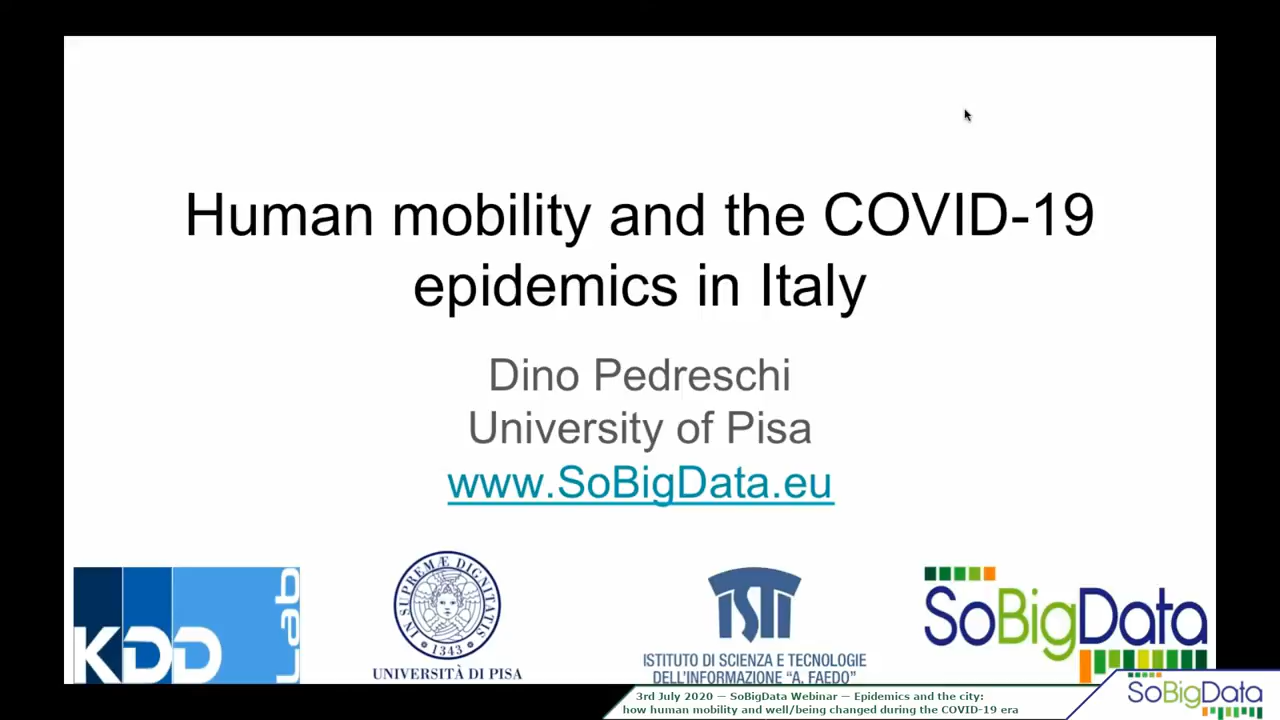 Human mobility and the COVID-19
epidemics in Italy
Dino Pedreschi
University of Pisa
www.SoBigData.eu
KDD Lab
IN SUPREMÆ DIGNITATIS
1343
UNIVERSITÀ DI PISA
ISTI
ISTITUTO DI SCIENZA E TECNOLOGIE
DELL'INFORMAZIONE “A. FAEDO”
SoBigData
3rd July 2020 — SoBigData Webinar — Epidemics and the city:
how human mobility and well/being changed during the COVID-19 era
SoBigData